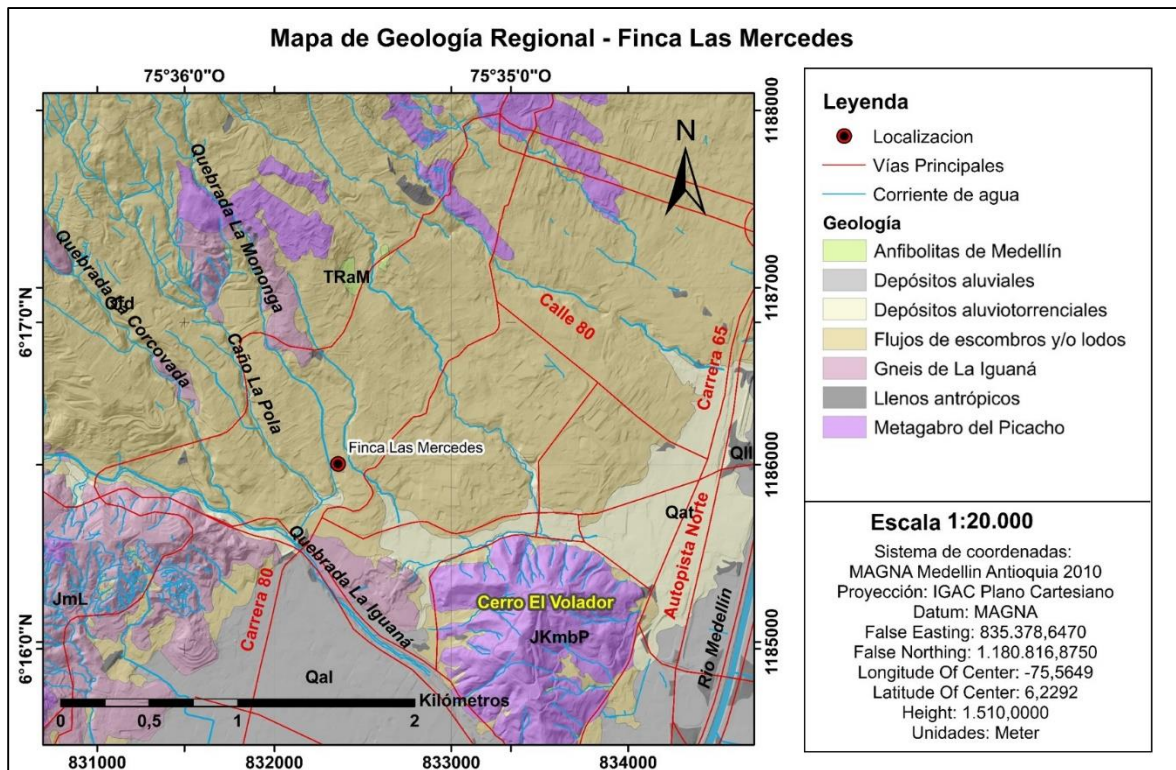 Mapa de Geología Regional - Finca Las Mercedes
75°36'0"O
75°35'0"O
1188000
1187000
1186000
1185000
6°17'0"N
6°16'0"N
N
Quebrada La Mononga
Quebrada La Corcovada
Qfd
TRaM
Caño La Pola
Calle 80
Carrera 65
Finca Las Mercedes
Qll
Qat
Autopista Norte
Quebrada La Iguaná
Carrera 80
JmL
Cerro El Volador
JKmbP
Río Medellín
Qal
Kilómetros
0 0,5 1 2
831000 832000 833000 834000
Leyenda
Localizacion
Vías Principales
Corriente de agua
Geología
Anfibolitas de Medellín
Depósitos aluviales
Depósitos aluviotorrenciales
Flujos de escombros y/o lodos
Gneis de La Iguaná
Llenos antrópicos
Metagabro del Picacho
Escala 1:20.000
Sistema de coordenadas:
MAGNA Medellin Antioquia 2010
Proyección: IGAC Plano Cartesiano
Datum: MAGNA
False Easting: 835.378,6470
False Northing: 1.180.816,8750
Longitude Of Center: -75,5649
Latitude Of Center: 6,2292
Height: 1.510,0000
Unidades: Meter